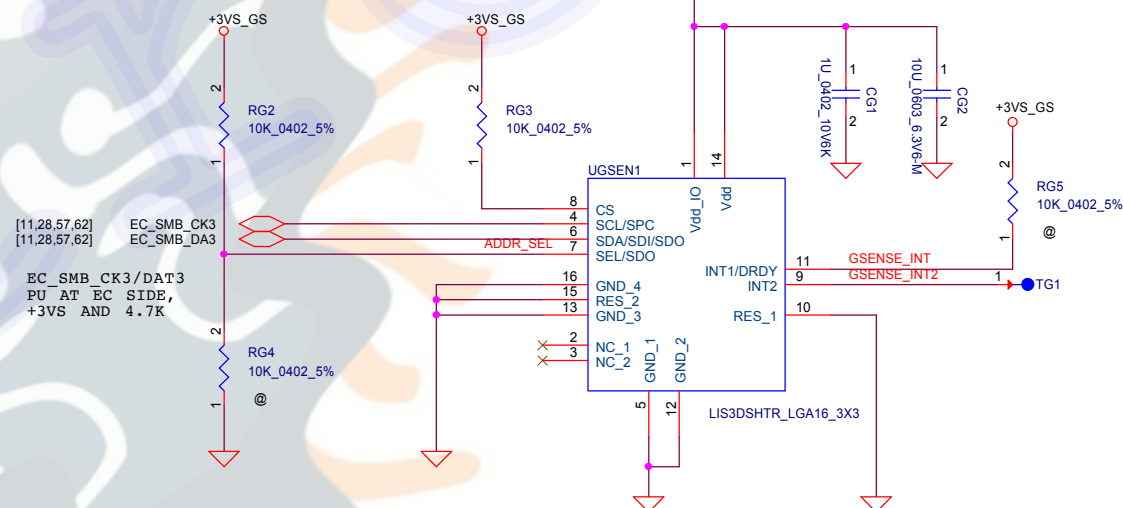 +3VS_GS
+3VS_GS
2
RG2
10K_0402_5%
1
2
RG3
10K_0402_5%
1
1
CG1
1U_0402_10V6K
2
1
CG2
10U_0603_6.3V6-M
2
+3VS_GS
2
RG5
10K_0402_5%
1
@
UGSEN1
1
14
Vdd_IO
Vdd
8
CS
[11,28,57,62] EC_SMB_CK3
4
SCL/SPC
[11,28,57,62] EC_SMB_DA3
6
SDA/SDI/SDO
ADDR_SEL
7
SEL/SDO
EC_SMB_CK3/DAT3
PU AT EC SIDE,
+3VS AND 4.7K
16
GND_4
15
RES_2
13
GND_3
INT1/DRDY
11
GSENSE_INT
INT2
9
GSENSE_INT2
1
TG1
RES_1
10
2
NC_1
3
NC_2
GND_1
GND_2
5
12
LIS3DSHTR_LGA16_3X3
2
RG4
10K_0402_5%
1
@